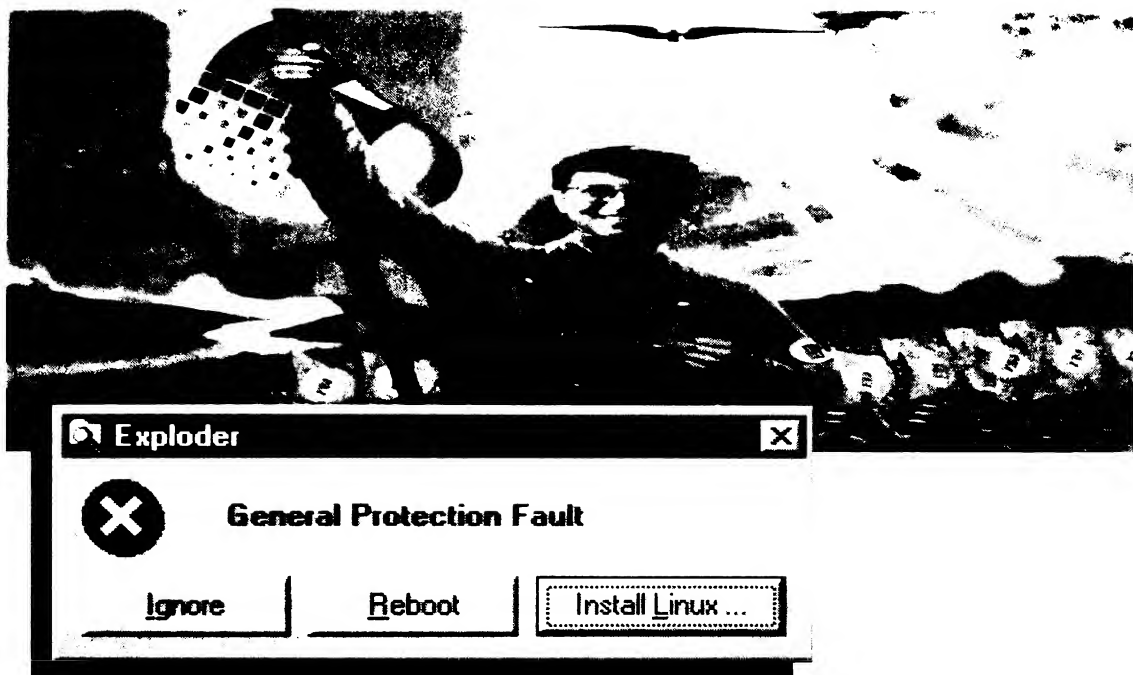 Exploder
General Protection Fault
Ignore
Reboot
Install Linux ...